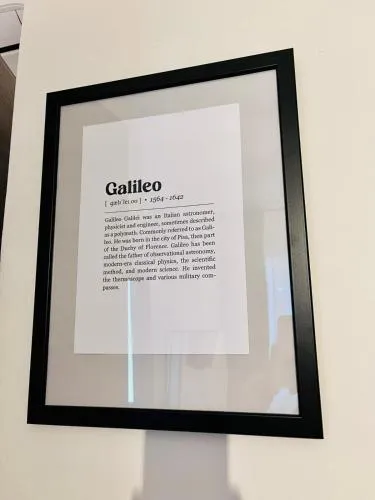 Galileo
[ ɡælɪˈleɪ.oʊ ] • 1564 - 1642
Galileo Galilei was an Italian astronomer,
physicist and engineer, sometimes described
as a polymath. Commonly referred to as Gali-
leo. He was born in the city of Pisa, then part
of the Duchy of Florence. Galileo has been
called the father of observational astronomy,
modern-era classical physics, the scientific
method, and modern science. He invented
the thermoscope and various military com-
passes.